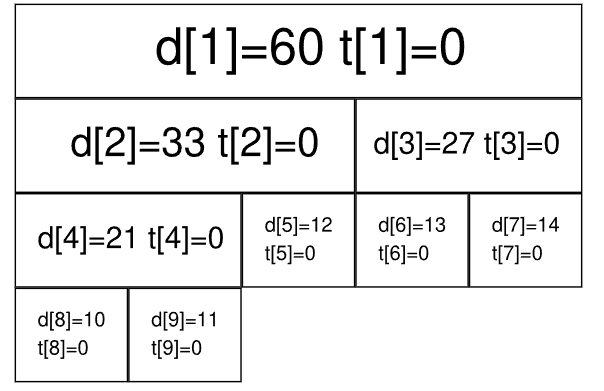 d[1]=60 t[1]=0
d[2]=33 t[2]=0
d[3]=27 t[3]=0
d[4]=21 t[4]=0
d[5]=12
t[5]=0
d[6]=13
t[6]=0
d[7]=14
t[7]=0
d[8]=10
t[8]=0
d[9]=11
t[9]=0